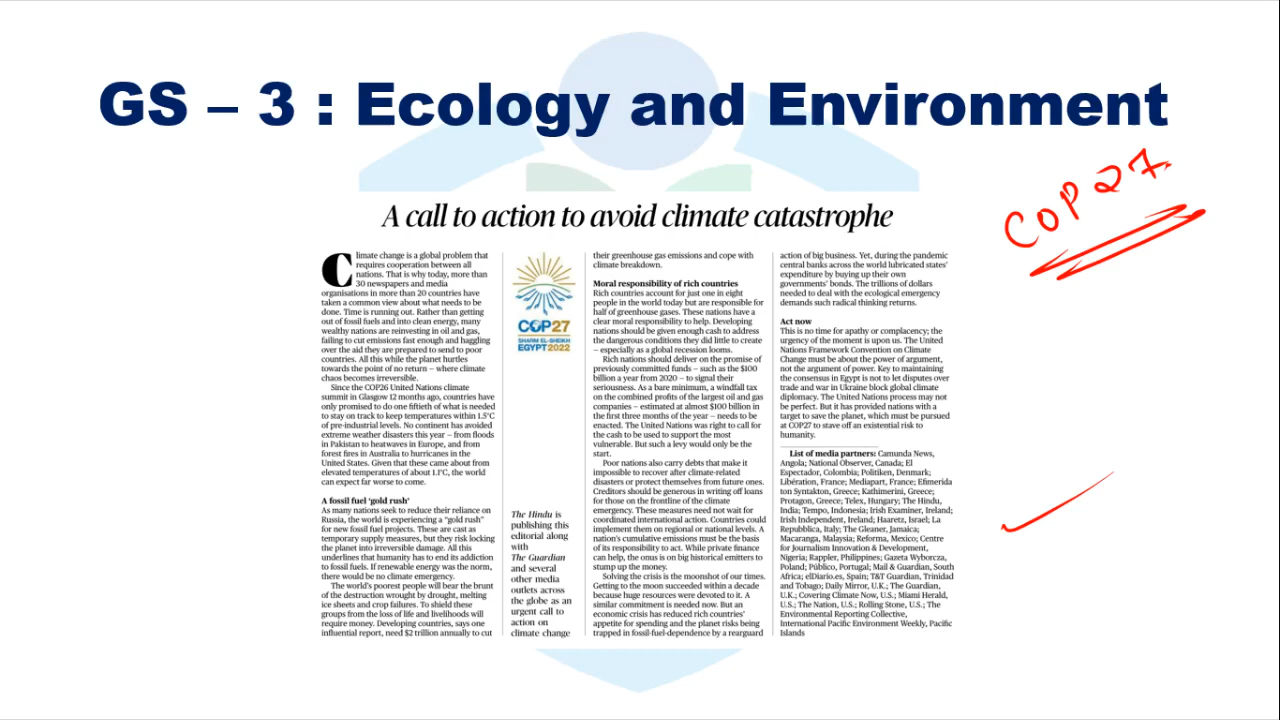 GS – 3 : Ecology and Environment
COP 27
A call to action to avoid climate catastrophe
Climate change is a global problem that
requires cooperation between all
nations. That is why today, more than
30 newspapers and media
organisations in more than 20 countries have
taken a common view about what needs to be
done. Time is running out. Rather than getting
out of fossil fuels and into clean energy, many
wealthy nations are reinvesting in oil and gas,
failing to cut emissions fast enough and haggling
over the aid they are prepared to send to poor
countries. All this while the planet hurtles
towards the point of no return – where climate
chaos becomes irreversible.
Since the COP26 United Nations climate
summit in Glasgow 12 months ago, countries have
only promised to do one fiftieth of what is needed
to stay on track to keep temperatures within 1.5°C
of pre-industrial levels. No continent has avoided
extreme weather disasters this year – from floods
in Pakistan to heatwaves in Europe, and from
forest fires in Australia to hurricanes in the
United States. Given that these came about from
elevated temperatures of about 1.1°C, the world
can expect far worse to come.
A fossil fuel 'gold rush'
As many nations seek to reduce their reliance on
Russia, the world is experiencing a "gold rush"
for new fossil fuel projects. These are cast as
temporary supply measures, but they risk locking
the planet into irreversible damage. All this
underlines that humanity has to end its addiction
to fossil fuels. If renewable energy was the norm,
there would be no climate emergency.
The world's poorest people will bear the brunt
of the destruction wrought by drought, melting
ice sheets and crop failures. To shield these
groups from the loss of life and livelihoods will
require money. Developing countries, says one
influential report, need $2 trillion annually to cut
COP27
SHARM EL-SHEIKH
EGYPT 2022
The Hindu is
publishing this
editorial along
with
The Guardian
and several
other media
outlets across
the globe as an
urgent call to
action on
climate change
their greenhouse gas emissions and cope with
climate breakdown.
Moral responsibility of rich countries
Rich countries account for just one in eight
people in the world today but are responsible for
half of greenhouse gases. These nations have a
clear moral responsibility to help. Developing
nations should be given enough cash to address
the dangerous conditions they did little to create
– especially as a global recession looms.
Rich nations should deliver on the promise of
previously committed funds – such as the $100
billion a year from 2020 – to signal their
seriousness. As a bare minimum, a windfall tax
on the combined profits of the largest oil and gas
companies – estimated at almost $100 billion in
the first three months of the year – needs to be
enacted. The United Nations was right to call for
the cash to be used to support the most
vulnerable. But such a levy would only be the
start.
Poor nations also carry debts that make it
impossible to recover after climate-related
disasters or protect themselves from future ones.
Creditors should be generous in writing off loans
for those on the frontline of the climate
emergency. These measures need not wait for
coordinated international action. Countries could
implement them on regional or national levels. A
nation's cumulative emissions must be the basis
of its responsibility to act. While private finance
can help, the onus is on big historical emitters to
stump up the money.
Solving the crisis is the moonshot of our times.
Getting to the moon succeeded within a decade
because huge resources were devoted to it. A
similar commitment is needed now. But an
economic crisis has reduced rich countries'
appetite for spending and the planet risks being
trapped in fossil-fuel-dependence by a rearguard
action of big business. Yet, during the pandemic
central banks across the world lubricated states'
expenditure by buying up their own
governments' bonds. The trillions of dollars
needed to deal with the ecological emergency
demands such radical thinking returns.
Act now
This is no time for apathy or complacency; the
urgency of the moment is upon us. The United
Nations Framework Convention on Climate
Change must be about the power of argument,
not the argument of power. Key to maintaining
the consensus in Egypt is not to let disputes over
trade and war in Ukraine block global climate
diplomacy. The United Nations process may not
be perfect. But it has provided nations with a
target to save the planet, which must be pursued
at COP27 to stave off an existential risk to
humanity.
List of media partners: Camunda News,
Angola; National Observer, Canada; El
Espectador, Colombia; Politiken, Denmark;
Libération, France; Mediapart, France; Efimerida
ton Syntakton, Greece; Kathimerini, Greece;
Protagon, Greece; Telex, Hungary; The Hindu,
India; Tempo, Indonesia; Irish Examiner, Ireland;
Irish Independent, Ireland; Haaretz, Israel; La
Repubblica, Italy; The Gleaner, Jamaica;
Macaranga, Malaysia; Reforma, Mexico; Centre
for Journalism Innovation & Development,
Nigeria; Rappler, Philippines; Gazeta Wyborcza,
Poland; Público, Portugal; Mail & Guardian, South
Africa; elDiario.es, Spain; T&T Guardian, Trinidad
and Tobago; Daily Mirror, U.K.; The Guardian,
U.K.; Covering Climate Now, U.S.; Miami Herald,
U.S.; The Nation, U.S.; Rolling Stone, U.S.; The
Environmental Reporting Collective,
International Pacific Environment Weekly, Pacific
Islands